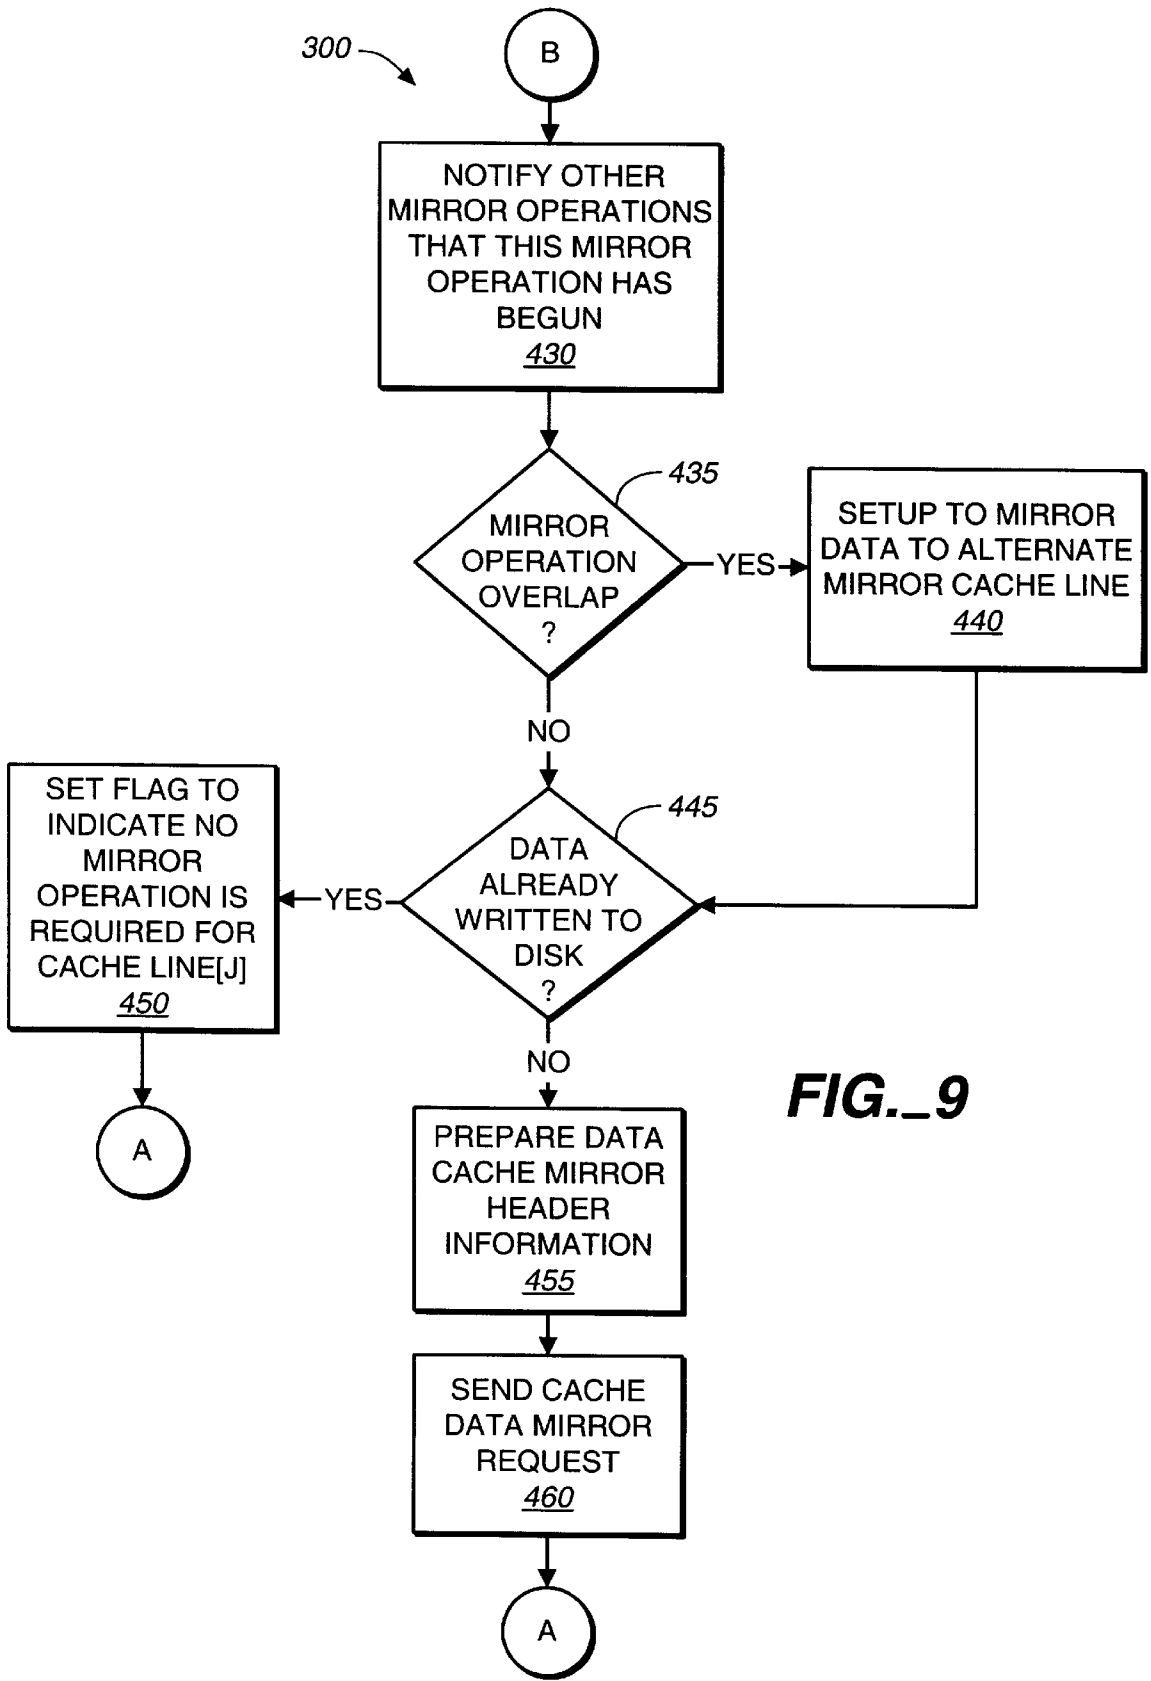 300
B
NOTIFY OTHER
MIRROR OPERATIONS
THAT THIS MIRROR
OPERATION HAS
BEGUN
430
435
MIRROR
OPERATION
OVERLAP
?
YES
SETUP TO MIRROR
DATA TO ALTERNATE
MIRROR CACHE LINE
440
NO
445
DATA
ALREADY
WRITTEN TO
DISK
?
YES
SET FLAG TO
INDICATE NO
MIRROR
OPERATION IS
REQUIRED FOR
CACHE LINE[J]
450
A
NO
FIG._9
PREPARE DATA
CACHE MIRROR
HEADER
INFORMATION
455
SEND CACHE
DATA MIRROR
REQUEST
460
A